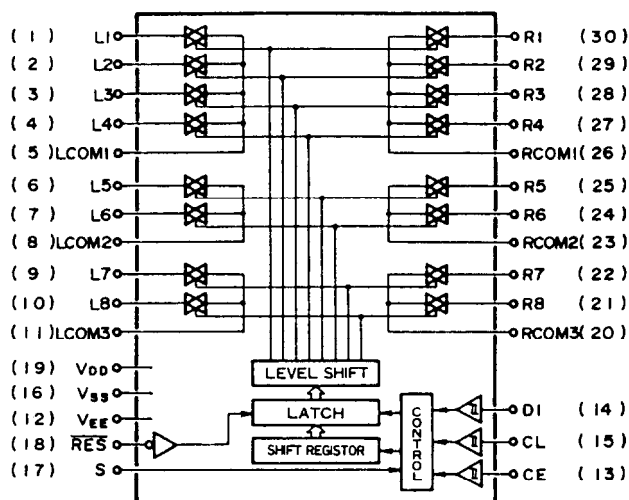 (1) L1 R1 (30)
(2) L2 R2 (29)
(3) L3 R3 (28)
(4) L4 R4 (27)
(5) LCOM1 RCOM1 (26)
(6) L5 R5 (25)
(7) L6 R6 (24)
(8) LCOM2 RCOM2 (23)
(9) L7 R7 (22)
(10) L8 R8 (21)
(11) LCOM3 RCOM3 (20)
(19) VDD LEVEL SHIFT
(16) VSS
(12) VEE LATCH CONTROL DI (14)
(18) RES CL (15)
(17) S SHIFT REGISTOR CE (13)